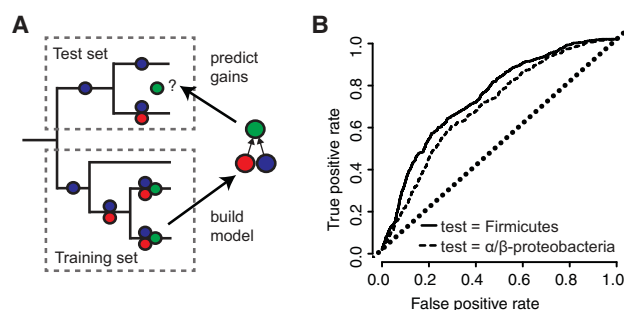 A
Test set
?
predict
gains
build
model
Training set
B
True positive rate
1.0
0.8
0.6
0.4
0.2
0.0
test = Firmicutes
test = α/β-proteobacteria
0.0 0.2 0.4 0.6 0.8 1.0
False positive rate